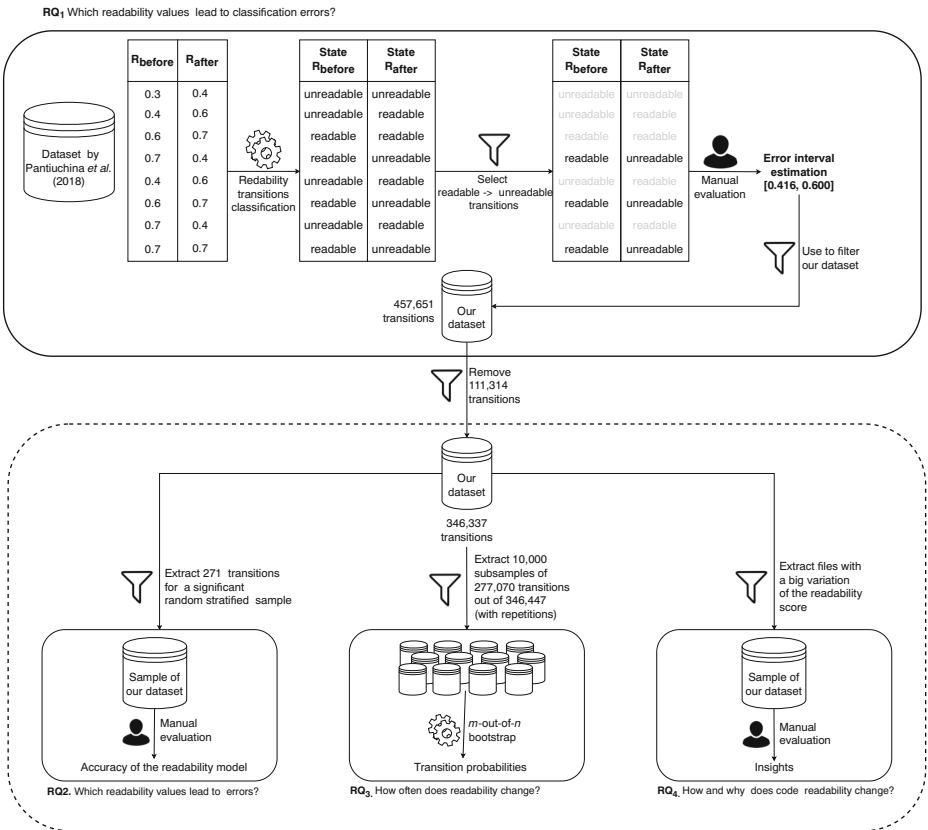 RQ1 Which readability values lead to classification errors?
Rbefore Rafter
0.3 0.4
0.4 0.6
0.6 0.7
0.7 0.4
0.4 0.6
0.6 0.7
0.7 0.4
0.7 0.7
Dataset by
Pantiuchina et al.
(2018)
Redability
transitions
classification
State State
Rbefore Rafter
unreadable unreadable
unreadable readable
readable readable
readable unreadable
unreadable readable
readable unreadable
unreadable readable
readable unreadable
Select
readable -> unreadable
transitions
State State
Rbefore Rafter
unreadable unreadable
unreadable readable
readable readable
readable unreadable
unreadable readable
readable unreadable
unreadable readable
readable unreadable
Manual
evaluation
Error interval
estimation
[0.416, 0.600]
Use to filter
our dataset
457,651
transitions
Our
dataset
Remove
111,314
transitions
Our
dataset
346,337
transitions
Extract 271 transitions
for a significant
random stratified sample
Extract 10,000
subsamples of
277,070 transitions
out of 346,447
(with repetitions)
Extract files with
a big variation
of the readability
score
Sample of
our dataset
Manual
evaluation
Accuracy of the readability model
RQ2. Which readability values lead to errors?
m-out-of-n
bootstrap
Transition probabilities
RQ3. How often does readability change?
Sample of
our dataset
Manual
evaluation
Insights
RQ4. How and why does code readability change?